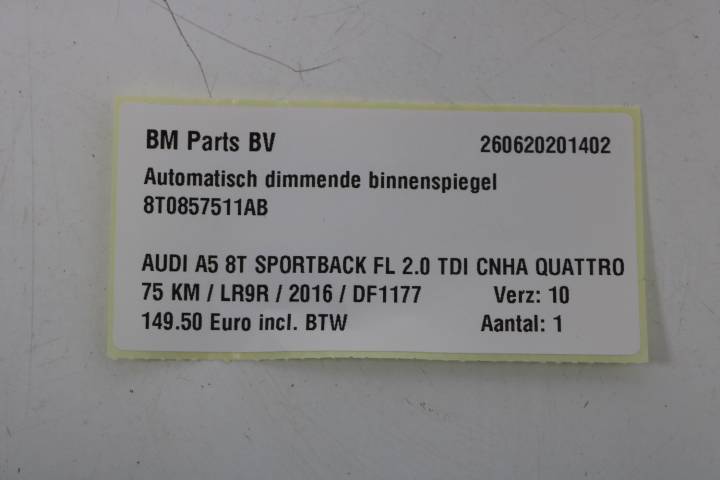 BM Parts BV 260620201402
Automatisch dimmende binnenspiegel
8T0857511AB
AUDI A5 8T SPORTBACK FL 2.0 TDI CNHA QUATTRO
75 KM / LR9R / 2016 / DF1177 Verz: 10
149.50 Euro incl. BTW Aantal: 1